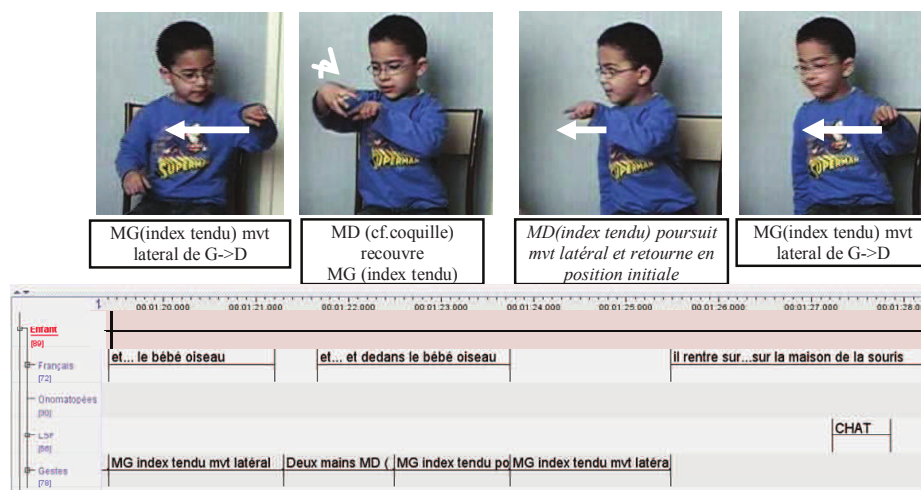 SUPERMAN
SUPERMAN
SUPERMAN
SUPERMAN
MG(index tendu) mvt
lateral de G->D
MD (cf.coquille)
recouvre
MG (index tendu)
MD(index tendu) poursuit
mvt latéral et retourne en
position initiale
MG(index tendu) mvt
lateral de G->D
00:01:20.000 00:01:21.000 00:01:22.000 00:01:23.000 00:01:24.000 00:01:25.000 00:01:26.000 00:01:27.000 00:01:28.0
Enfant
[89]
Français
[72]
et... le bébé oiseau
et... et dedans le bébé oiseau
il rentre sur...sur la maison de la souris
Onomatopées
LSF
CHAT
Gestes
[78]
MG index tendu mvt latéral
Deux mains MD (
MG index tendu po
MG index tendu mvt latéra